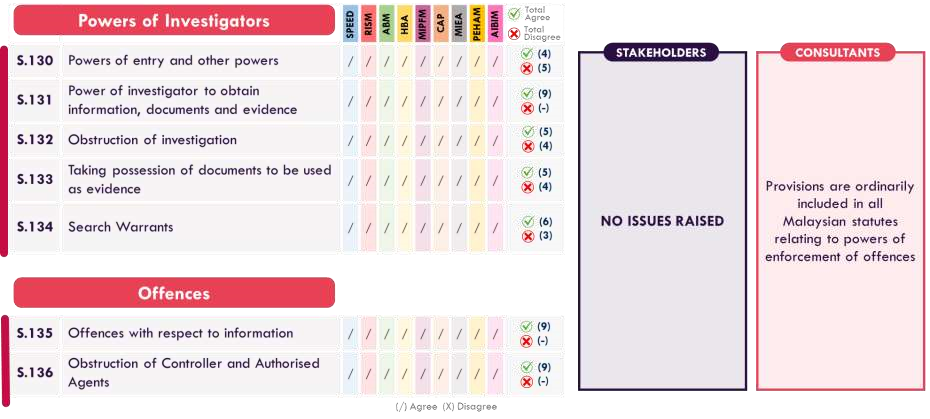 Powers of Investigators
SPEED
RISM
ABM
HBA
MIPFM
CAP
MIEA
PEHAM
AIBIM
Total
Agree
Total
Disagree
S.130 Powers of entry and other powers / / / / / / / / / (4)
(5)
S.131 Power of investigator to obtain
information, documents and evidence / / / / / / / / / (9)
(-)
S.132 Obstruction of investigation / / / / / / / / / (5)
(4)
S.133 Taking possession of documents to be used
as evidence / / / / / / / / / (5)
(4)
S.134 Search Warrants / / / / / / / / / (6)
(3)
Offences
S.135 Offences with respect to information / / / / / / / / / (9)
(-)
S.136 Obstruction of Controller and Authorised
Agents / / / / / / / / / (9)
(-)
(/) Agree (X) Disagree
STAKEHOLDERS
NO ISSUES RAISED
CONSULTANTS
Provisions are ordinarily
included in all
Malaysian statutes
relating to powers of
enforcement of offences